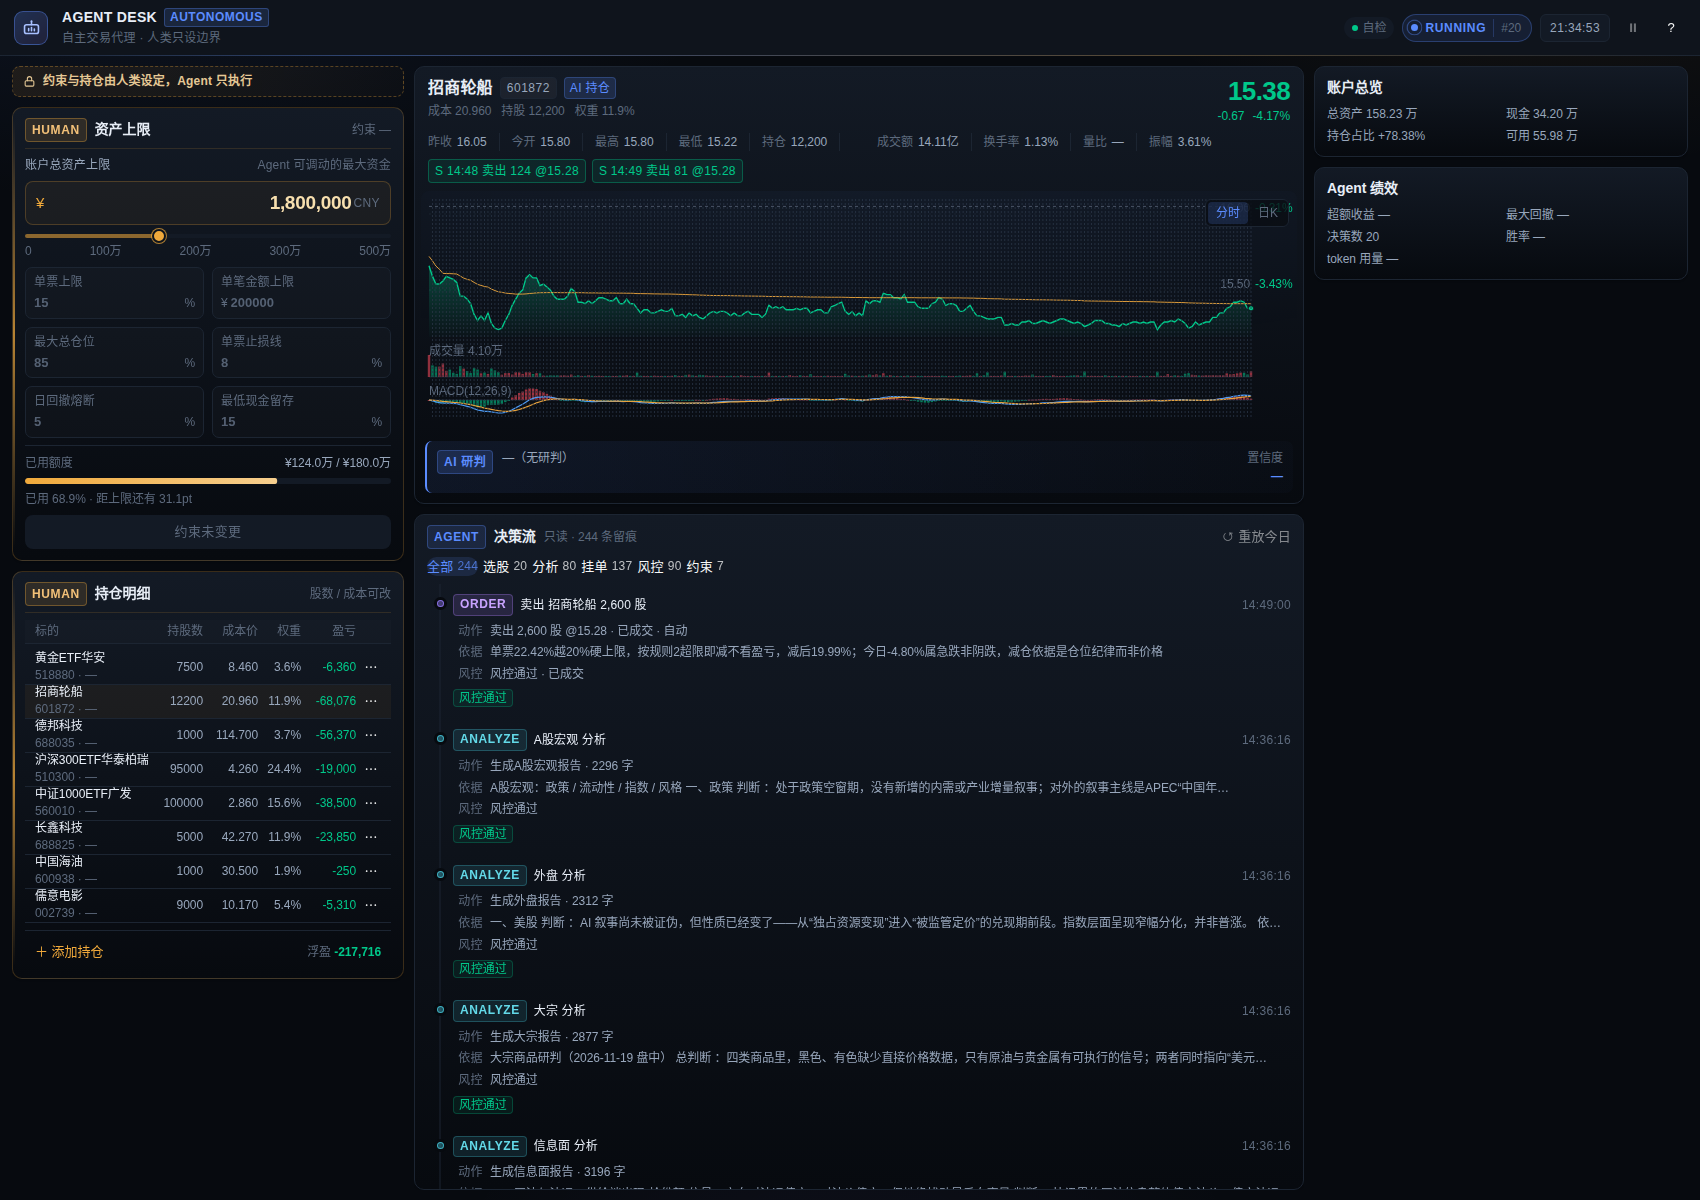 AGENT DESK AUTONOMOUS
自主交易代理 · 人类只设边界
自检 RUNNING #20 21:34:53 ?
约束与持仓由人类设定，Agent 只执行
HUMAN 资产上限 约束 —
账户总资产上限 Agent 可调动的最大资金
¥ 1,800,000 CNY
0 100万 200万 300万 500万
单票上限 单笔金额上限
15 % ¥ 200000
最大总仓位 单票止损线
85 % 8 %
日回撤熔断 最低现金留存
5 % 15 %
已用额度 ¥124.0万 / ¥180.0万
已用 68.9% · 距上限还有 31.1pt
约束未变更
HUMAN 持仓明细 股数 / 成本可改
标的 持股数 成本价 权重 盈亏
黄金ETF华安
518880 · — 7500 8.460 3.6% -6,360 ⋯
招商轮船
601872 · — 12200 20.960 11.9% -68,076 ⋯
德邦科技
688035 · — 1000 114.700 3.7% -56,370 ⋯
沪深300ETF华泰柏瑞
510300 · — 95000 4.260 24.4% -19,000 ⋯
中证1000ETF广发
560010 · — 100000 2.860 15.6% -38,500 ⋯
长鑫科技
688825 · — 5000 42.270 11.9% -23,850 ⋯
中国海油
600938 · — 1000 30.500 1.9% -250 ⋯
儒意电影
002739 · — 9000 10.170 5.4% -5,310 ⋯
＋ 添加持仓 浮盈 -217,716
招商轮船 601872 AI 持仓 15.38
成本 20.960 持股 12,200 权重 11.9% -0.67 -4.17%
昨收 16.05 今开 15.80 最高 15.80 最低 15.22 持仓 12,200 成交额 14.11亿 换手率 1.13% 量比 — 振幅 3.61%
S 14:48 卖出 124 @15.28 S 14:49 卖出 81 @15.28
分时 日K
15.50 -3.43%
成交量 4.10万
MACD(12,26,9)
AI 研判 —（无研判） 置信度
—
AGENT 决策流 只读 · 244 条留痕 重放今日
全部 244 选股 20 分析 80 挂单 137 风控 90 约束 7
ORDER 卖出 招商轮船 2,600 股 14:49:00
动作 卖出 2,600 股 @15.28 · 已成交 · 自动
依据 单票22.42%越20%硬上限，按规则2超限即减不看盈亏，减后19.99%；今日-4.80%属急跌非阴跌，减仓依据是仓位纪律而非价格
风控 风控通过 · 已成交
风控通过
ANALYZE A股宏观 分析 14:36:16
动作 生成A股宏观报告 · 2296 字
依据 A股宏观：政策 / 流动性 / 指数 / 风格 一、政策 判断 ：处于政策空窗期，没有新增的内需或产业增量叙事；对外的叙事主线是APEC“中国年…
风控 风控通过
风控通过
ANALYZE 外盘 分析 14:36:16
动作 生成外盘报告 · 2312 字
依据 一、美股 判断 ：AI 叙事尚未被证伪，但性质已经变了——从“独占资源变现”进入“被监管定价”的兑现期前段。指数层面呈现窄幅分化，并非普涨。 依…
风控 风控通过
风控通过
ANALYZE 大宗 分析 14:36:16
动作 生成大宗报告 · 2877 字
依据 大宗商品研判（2026-11-19 盘中） 总判断 ：四类商品里，黑色、有色缺少直接价格数据，只有原油与贵金属有可执行的信号；两者同时指向“美元…
风控 风控通过
风控通过
ANALYZE 信息面 分析 14:36:16
动作 生成信息面报告 · 3196 字
账户总览
总资产 158.23 万 现金 34.20 万
持仓占比 +78.38% 可用 55.98 万
Agent 绩效
超额收益 — 最大回撤 —
决策数 20 胜率 —
token 用量 —